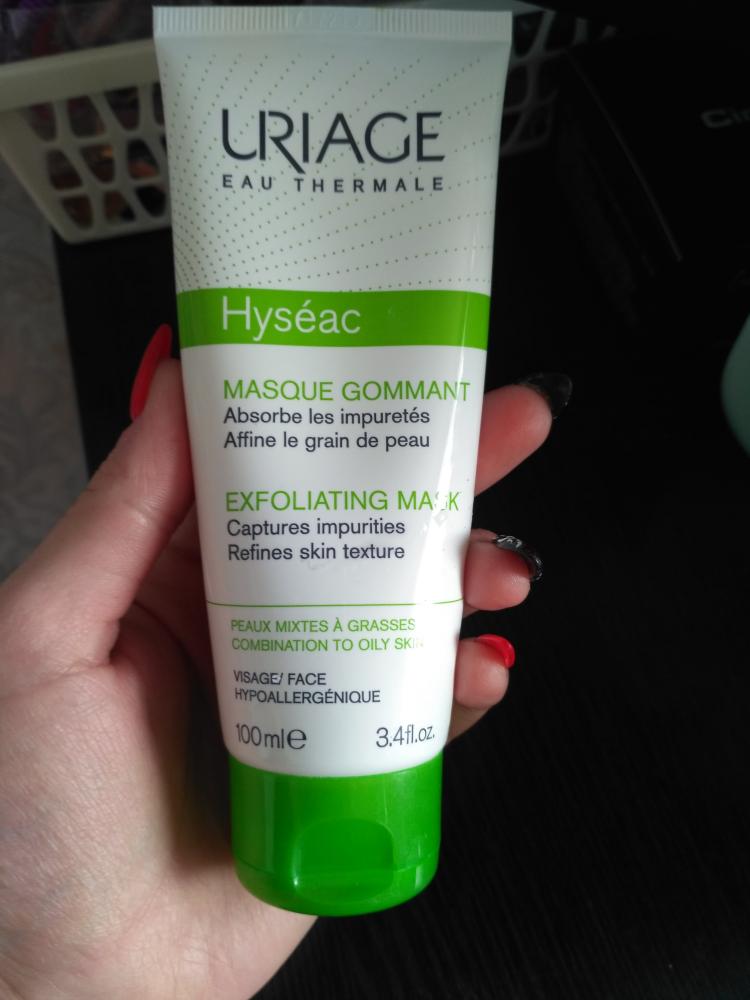 URIAGE
EAU THERMALE
Hyséac
MASQUE GOMMANT
Absorbe les impuretés
Affine le grain de peau
EXFOLIATING MASK
Captures impurities
Refines skin texture
PEAUX MIXTES À GRASSES
COMBINATION TO OILY SKIN
VISAGE/ FACE
HYPOALLERGÉNIQUE
100ml℮ 3.4fl.oz.